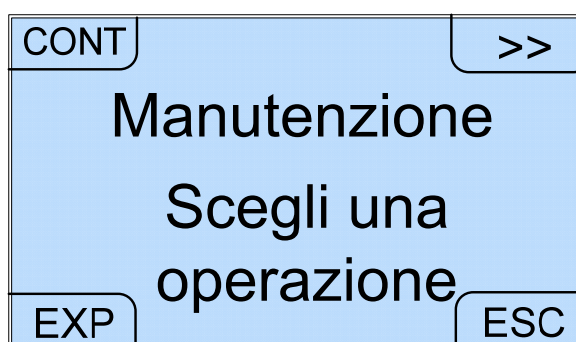 CONT >>
Manutenzione
Scegli una
operazione
EXP ESC